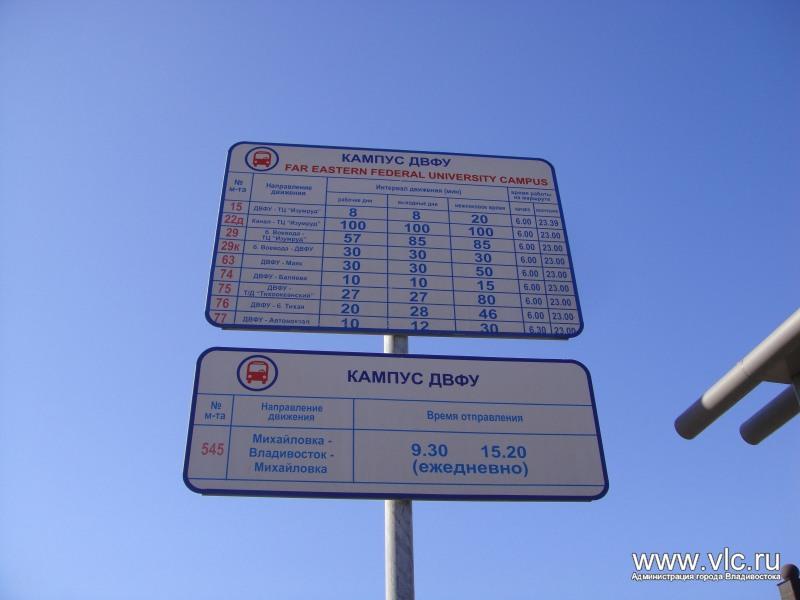 КАМПУС ДВФУ
FAR EASTERN FEDERAL UNIVERSITY CAMPUS
№ м-та
Направление движения
Интервал движения (мин)
время работы на маршруте
рабочие дни выходные дни межпиковое время начало окончание
15 ДВФУ - ТЦ "Изумруд" 8 8 20 6.00 23.39
22д Канал - ТЦ "Изумруд" 100 100 100 6.00 23.00
29 б. Воевода - ТЦ "Изумруд" 57 85 85 6.00 23.00
29к б. Воевода - ДВФУ 30 30 30 6.00 23.00
63 ДВФУ - Маяк 30 30 50 6.00 23.00
74 ДВФУ - Баляева 10 10 15 6.00 23.00
75 ДВФУ - Т/Д "Тихоокеанский" 27 27 80 6.00 23.00
76 ДВФУ - б. Тихая 20 28 46 6.00 23.00
77 ДВФУ - Автовокзал 10 12 30 6.30 23.00
КАМПУС ДВФУ
№ м-та
Направление движения
Время отправления
545
Михайловка -
Владивосток -
Михайловка
9.30 15.20
(ежедневно)
www.vlc.ru
Администрация города Владивостока